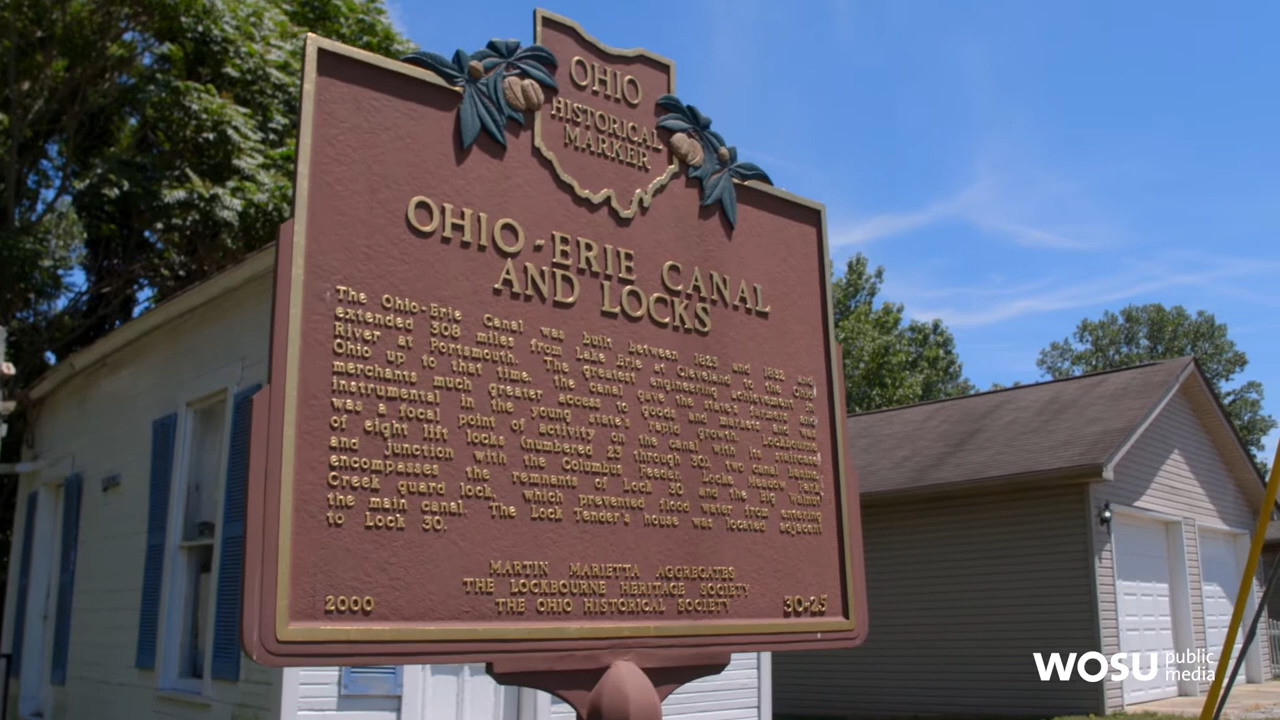 OHIO
HISTORICAL
MARKER
OHIO-ERIE CANAL
AND LOCKS
The Ohio-Erie Canal was built between 1825 and 1832 and
extended 308 miles from Lake Erie at Cleveland to the Ohio
River at Portsmouth. The greatest engineering achievement in
Ohio up to that time, the canal gave the state's farmers and
merchants much greater access to goods and markets and was
instrumental in the young state's rapid growth. Lockbourne
was a focal point of activity on the canal with its staircase
of eight lift locks (numbered 23 through 30), two canal basins,
and junction with the Columbus Feeder. Locke Meadow Park
encompasses the remnants of Lock 30 and the Big Walnut
Creek guard lock, which prevented flood water from entering
the main canal. The Lock Tender's house was located adjacent
to Lock 30.
MARTIN MARIETTA AGGREGATES
THE LOCKBOURNE HERITAGE SOCIETY
2000 THE OHIO HISTORICAL SOCIETY 30-25
WOSU public
media